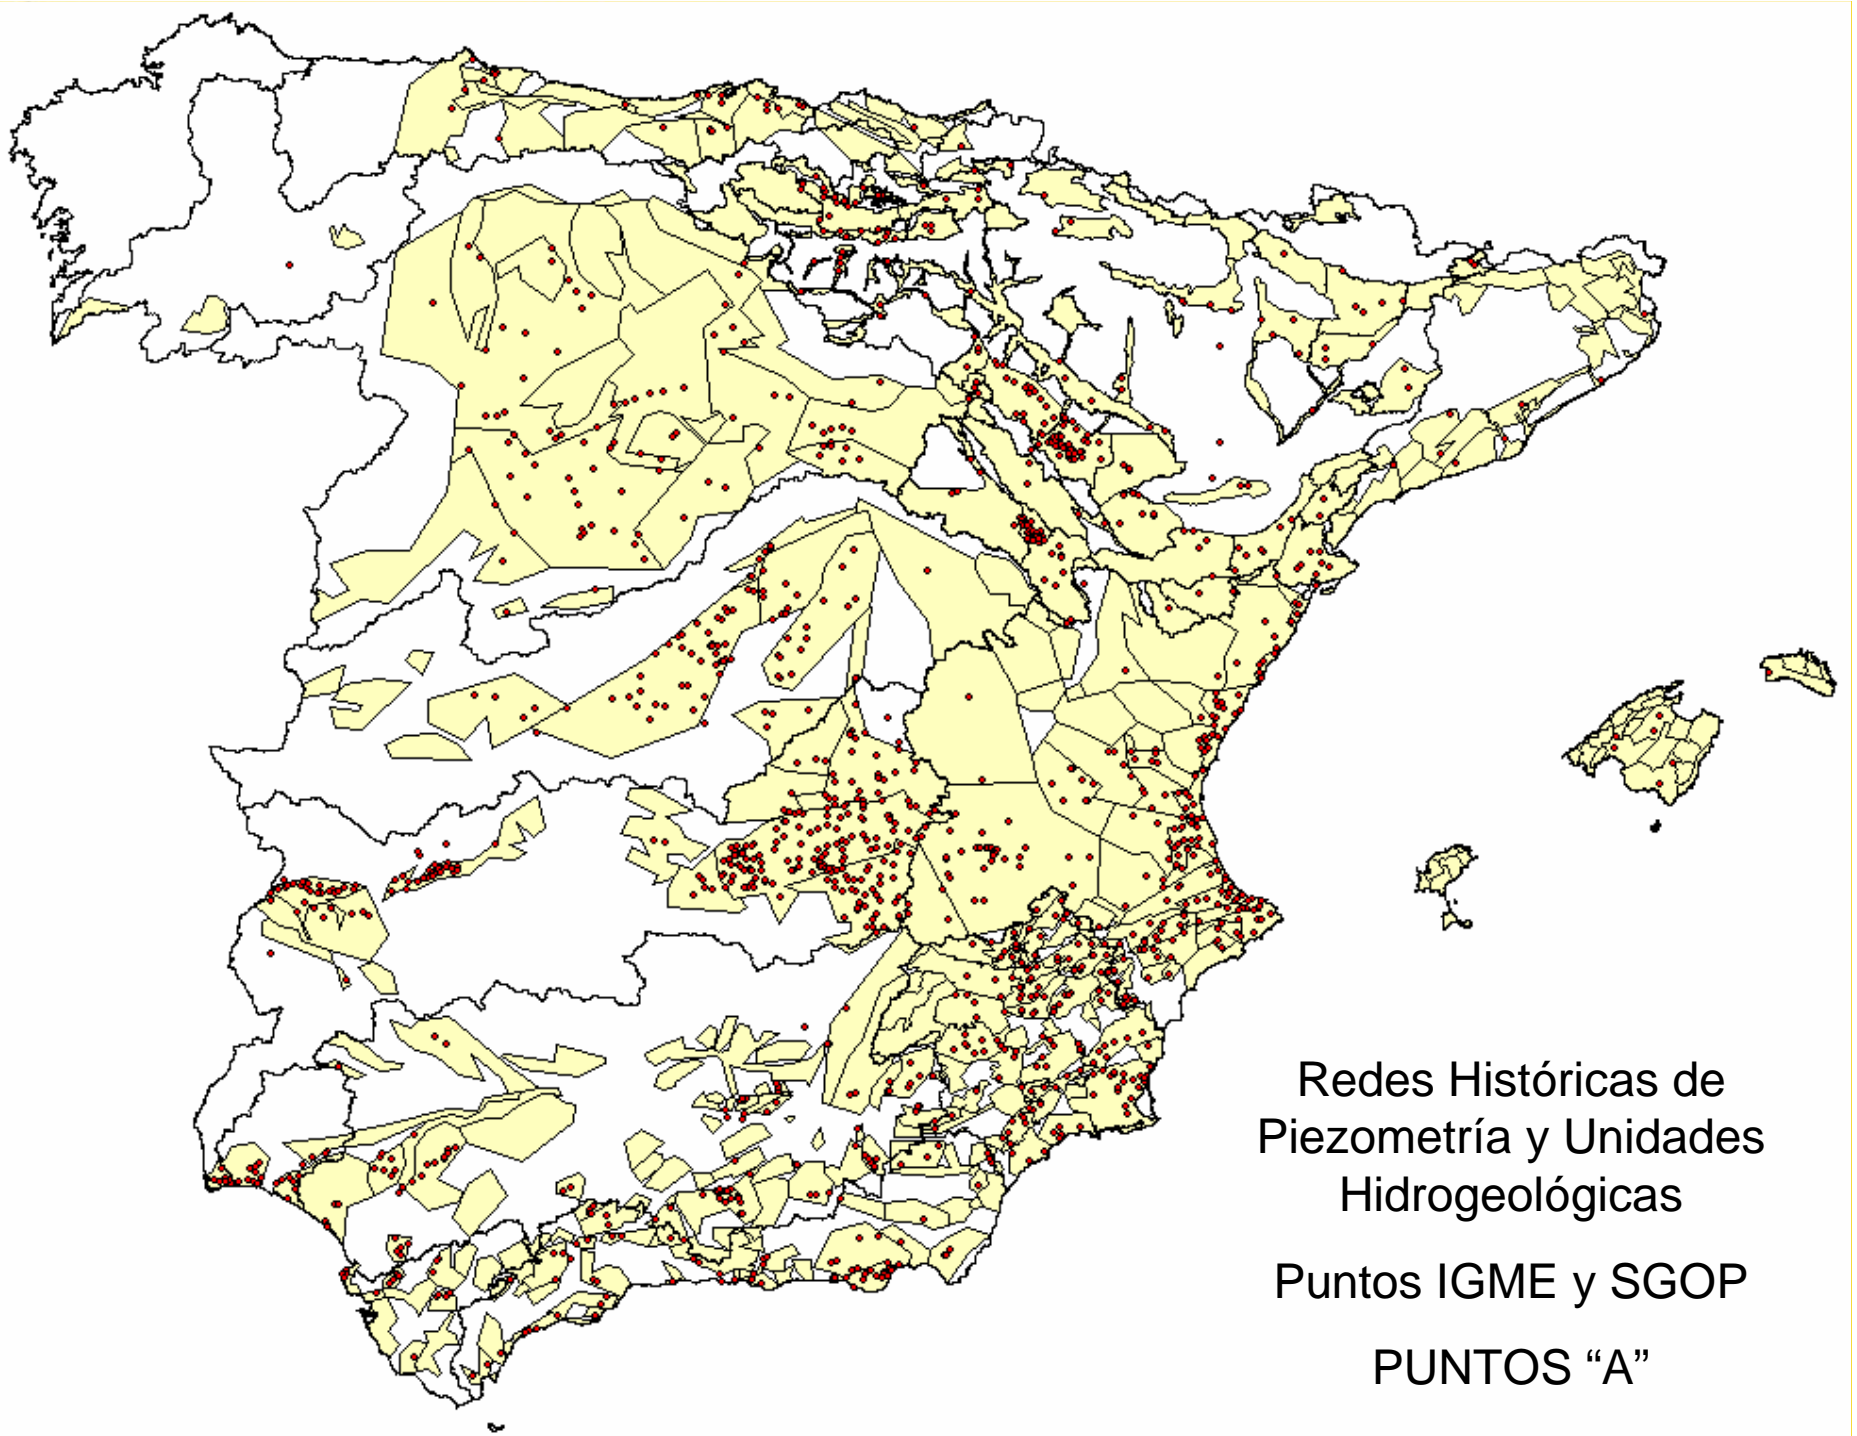 Redes Históricas de
Piezometría y Unidades
Hidrogeológicas
Puntos IGME y SGOP
PUNTOS “A”